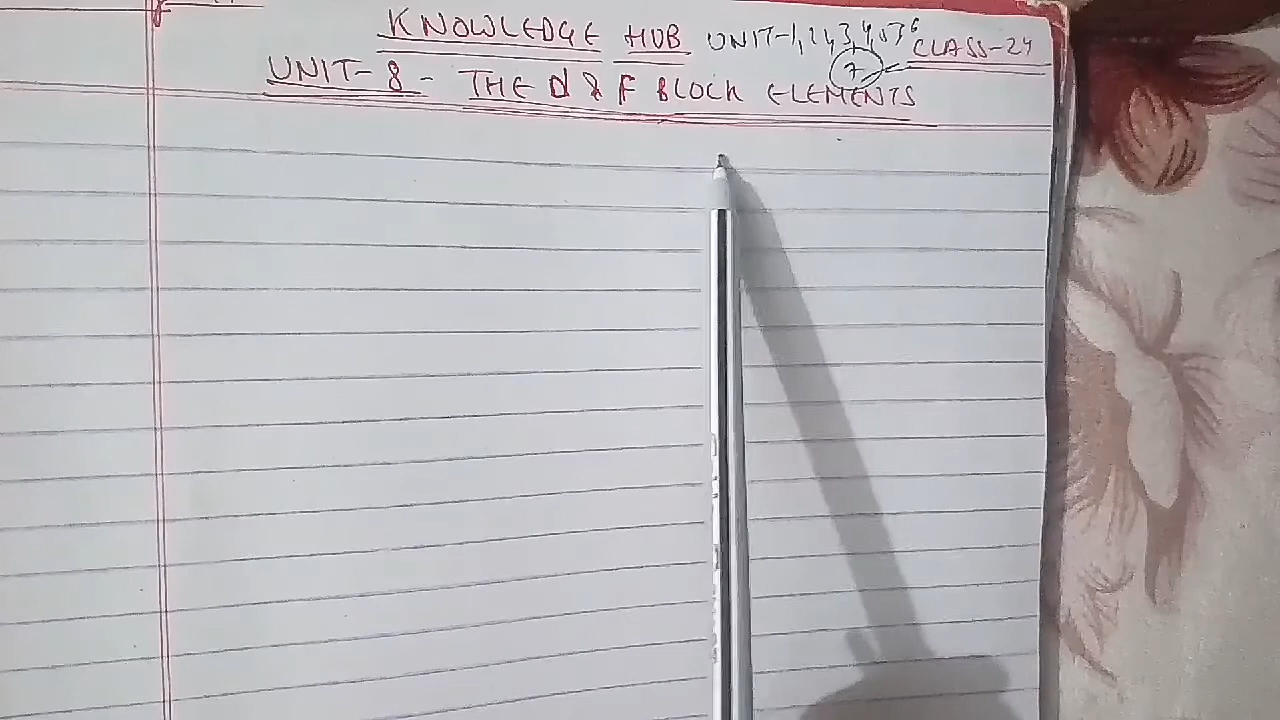 KNOWLEDGE HUB UNIT-1, 2, 3, 4, 5, 6 CLASS-24
7
UNIT-8 - THE d & F BLOCK ELEMENTS